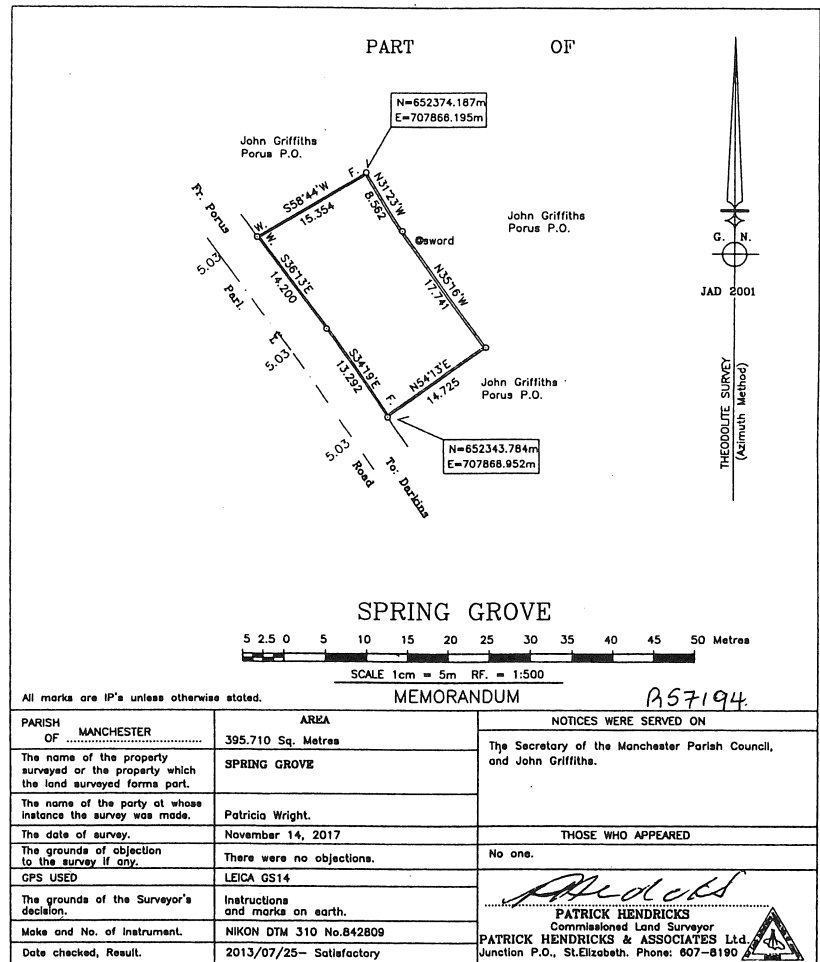 PART OF
N=652374.187m
E=707866.195m
John Griffiths
Porus P.O.
F.
S58°44'W
15.354
N31°23'W
8.562
John Griffiths
Porus P.O.
Fr. Porus
W.
W.
@sword
G. N.
5.03
S36°13'E
14.200
N35°16'W
17.741
JAD 2001
Parl.
5.03
S34°19'E
13.292
F.
N54°13'E
14.725
John Griffiths
Porus P.O.
THEODOLITE SURVEY
(Azimuth Method)
5.03
Road
To: Darkins
N=652343.784m
E=707868.952m
SPRING GROVE
5 2.5 0 5 10 15 20 25 30 35 40 45 50 Metres
SCALE 1cm = 5m RF. = 1:500
All marks are IP's unless otherwise stated.
MEMORANDUM
R57194.
PARISH
OF MANCHESTER
AREA
395.710 Sq. Metres
NOTICES WERE SERVED ON
The Secretary of the Manchester Parish Council,
and John Griffiths.
The name of the property
surveyed or the property which
the land surveyed forms part.
SPRING GROVE
The name of the party at whose
instance the survey was made.
Patricia Wright.
The date of survey.
November 14, 2017
THOSE WHO APPEARED
The grounds of objection
to the survey if any.
There were no objections.
No one.
GPS USED
LEICA GS14
The grounds of the Surveyor's
decision.
Instructions
and marks on earth.
Make and No. of Instrument.
NIKON DTM 310 No.842809
Date checked, Result.
2013/07/25- Satisfactory
PATRICK HENDRICKS
Commissioned Land Surveyor
PATRICK HENDRICKS & ASSOCIATES Ltd.
Junction P.O., St.Elizabeth. Phone: 607-8190